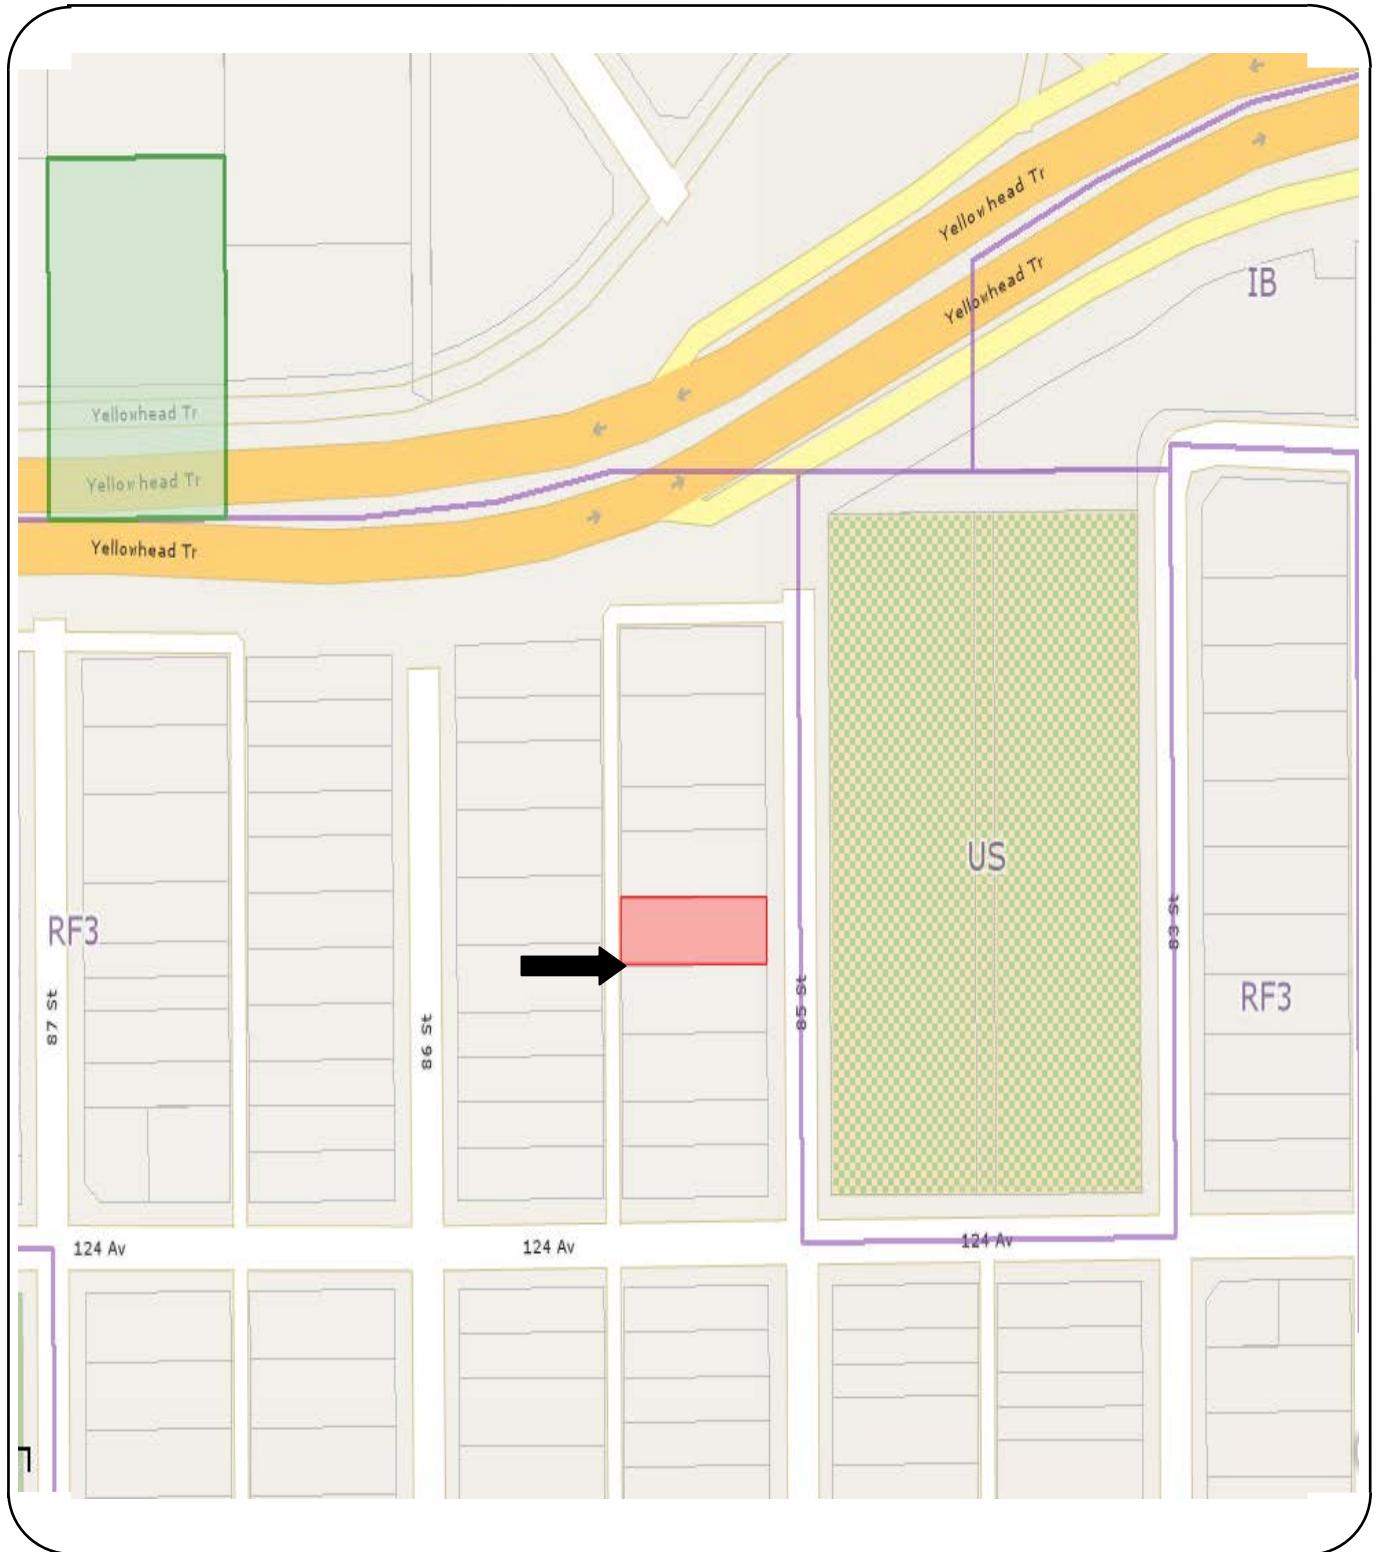 Yellowhead Tr
Yellowhead Tr
IB
Yellowhead Tr
Yellowhead Tr
Yellowhead Tr
US
RF3
83 St
RF3
85 St
87 St
86 St
124 Av
124 Av
124 Av